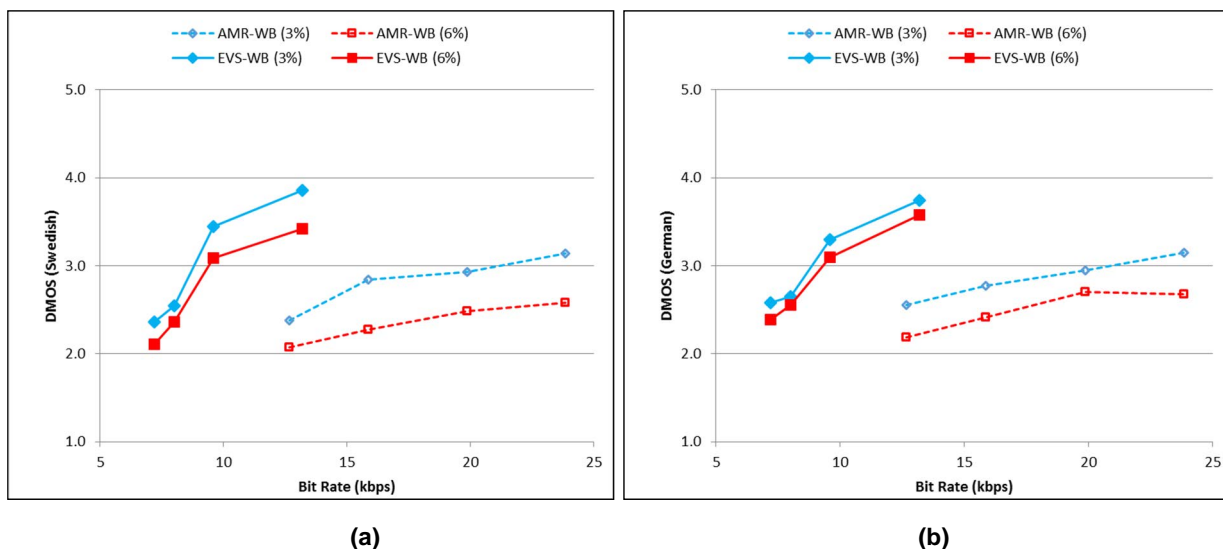 AMR-WB (3%) AMR-WB (6%)
EVS-WB (3%) EVS-WB (6%)
5.0
4.0
3.0
2.0
1.0
DMOS (Swedish)
5 10 15 20 25
Bit Rate (kbps)
(a)
AMR-WB (3%) AMR-WB (6%)
EVS-WB (3%) EVS-WB (6%)
5.0
4.0
3.0
2.0
1.0
DMOS (German)
5 10 15 20 25
Bit Rate (kbps)
(b)